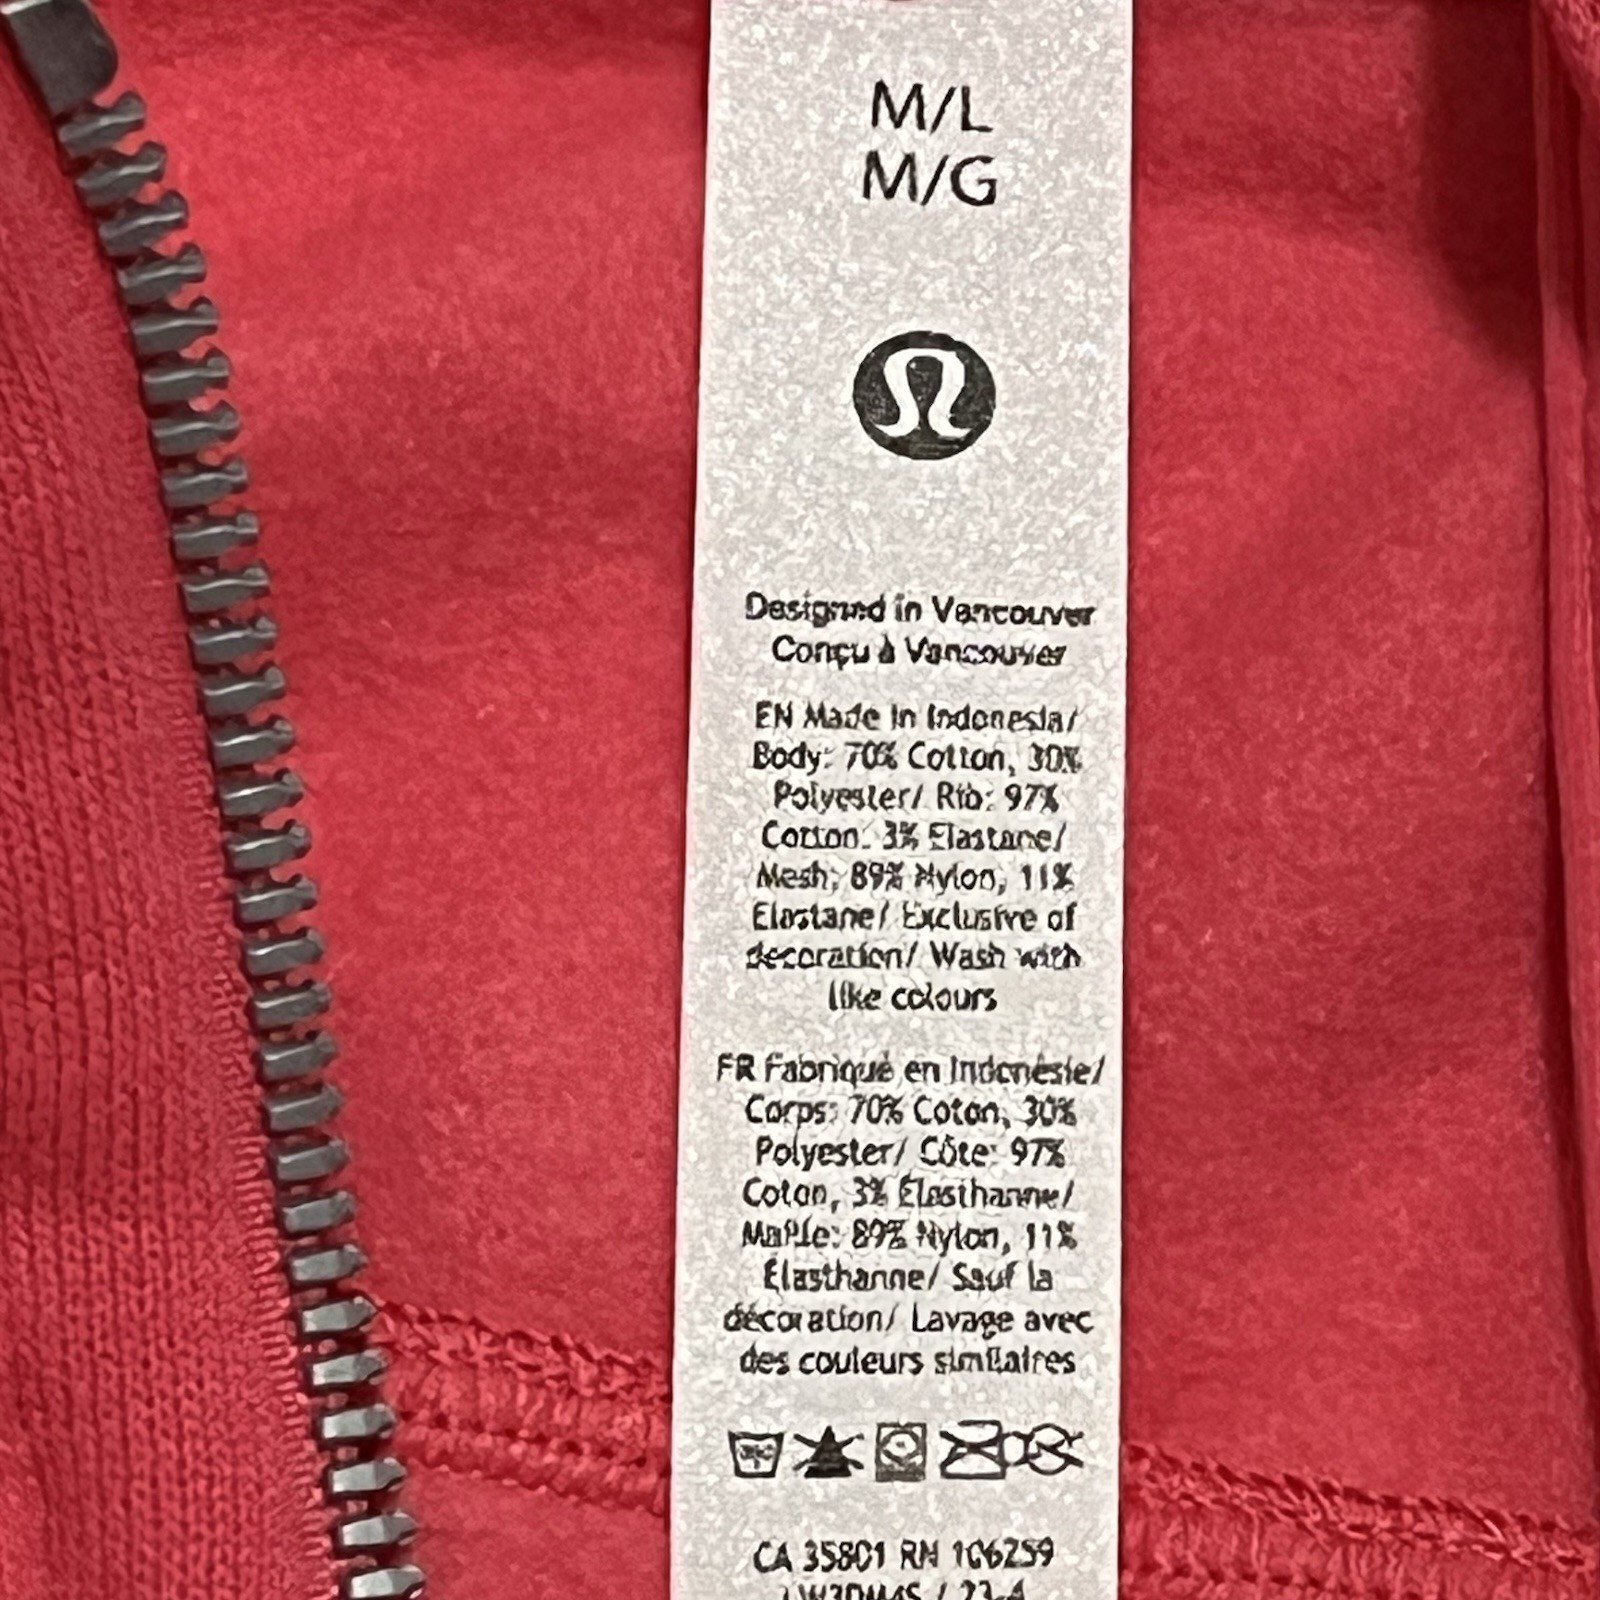 M/L
M/G
Designed in Vancouver
Conçu à Vancouver
EN Made in Indonesia/
Body: 70% Cotton, 30%
Polyester/ Rib: 97%
Cotton, 3% Elastane/
Mesh: 89% Nylon, 11%
Elastane/ Exclusive of
decoration/ Wash with
like colours
FR Fabriqué en Indonésie/
Corps: 70% Coton, 30%
Polyester/ Côte: 97%
Coton, 3% Élasthanne/
Maille: 89% Nylon, 11%
Élasthanne/ Sauf la
décoration/ Lavage avec
des couleurs similaires
CA 35801 RN 106259
/ 23-4